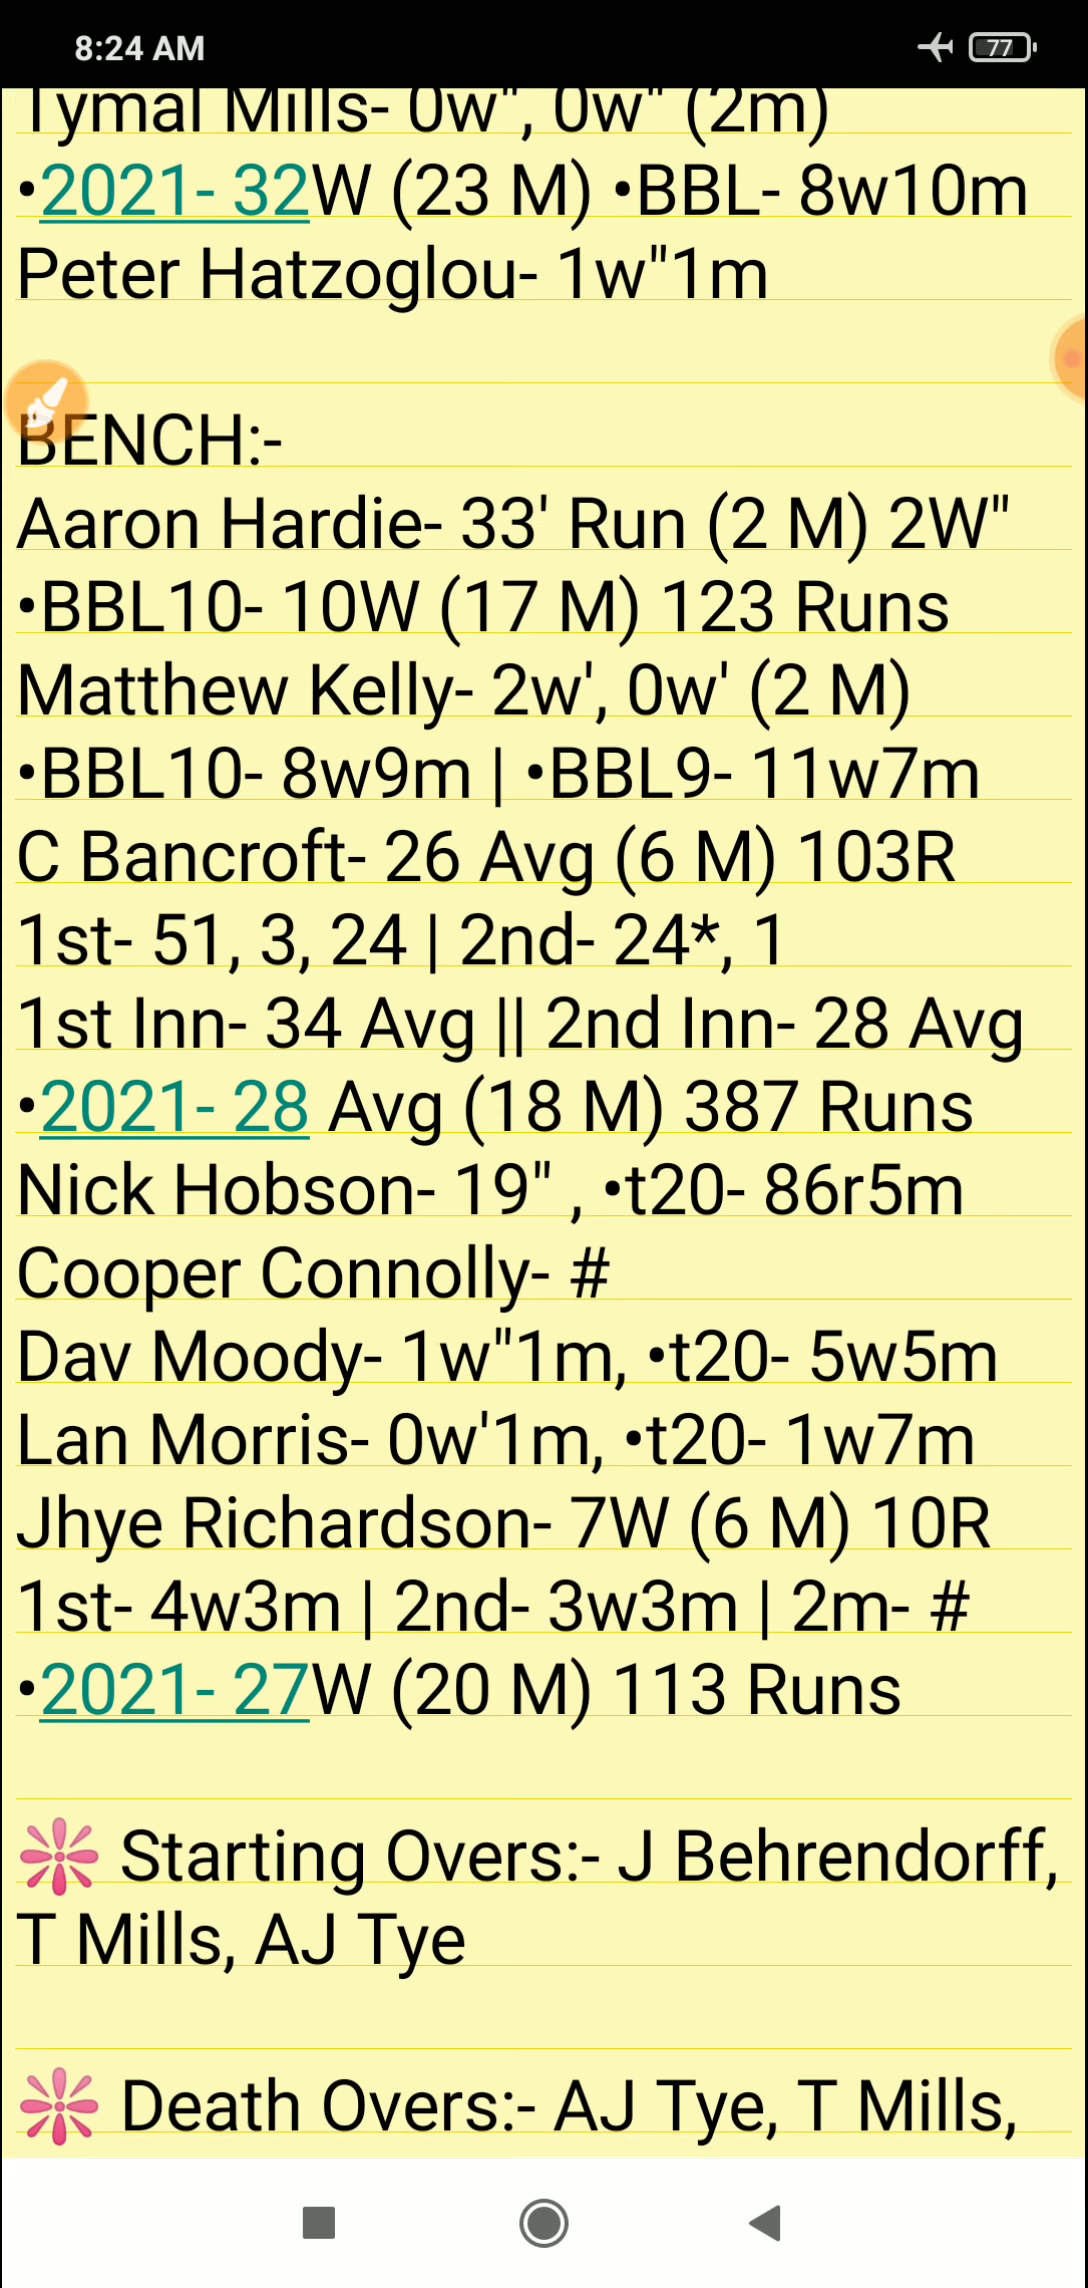 8:24 AM 77
Tymal Mills- 0w", 0w" (2m)
•2021- 32W (23 M) •BBL- 8w10m
Peter Hatzoglou- 1w"1m
BENCH:-
Aaron Hardie- 33' Run (2 M) 2W"
•BBL10- 10W (17 M) 123 Runs
Matthew Kelly- 2w', 0w' (2 M)
•BBL10- 8w9m | •BBL9- 11w7m
C Bancroft- 26 Avg (6 M) 103R
1st- 51, 3, 24 | 2nd- 24*, 1
1st Inn- 34 Avg || 2nd Inn- 28 Avg
•2021- 28 Avg (18 M) 387 Runs
Nick Hobson- 19" , •t20- 86r5m
Cooper Connolly- #
Dav Moody- 1w"1m, •t20- 5w5m
Lan Morris- 0w'1m, •t20- 1w7m
Jhye Richardson- 7W (6 M) 10R
1st- 4w3m | 2nd- 3w3m | 2m- #
•2021- 27W (20 M) 113 Runs
Starting Overs:- J Behrendorff,
T Mills, AJ Tye
Death Overs:- AJ Tye, T Mills,